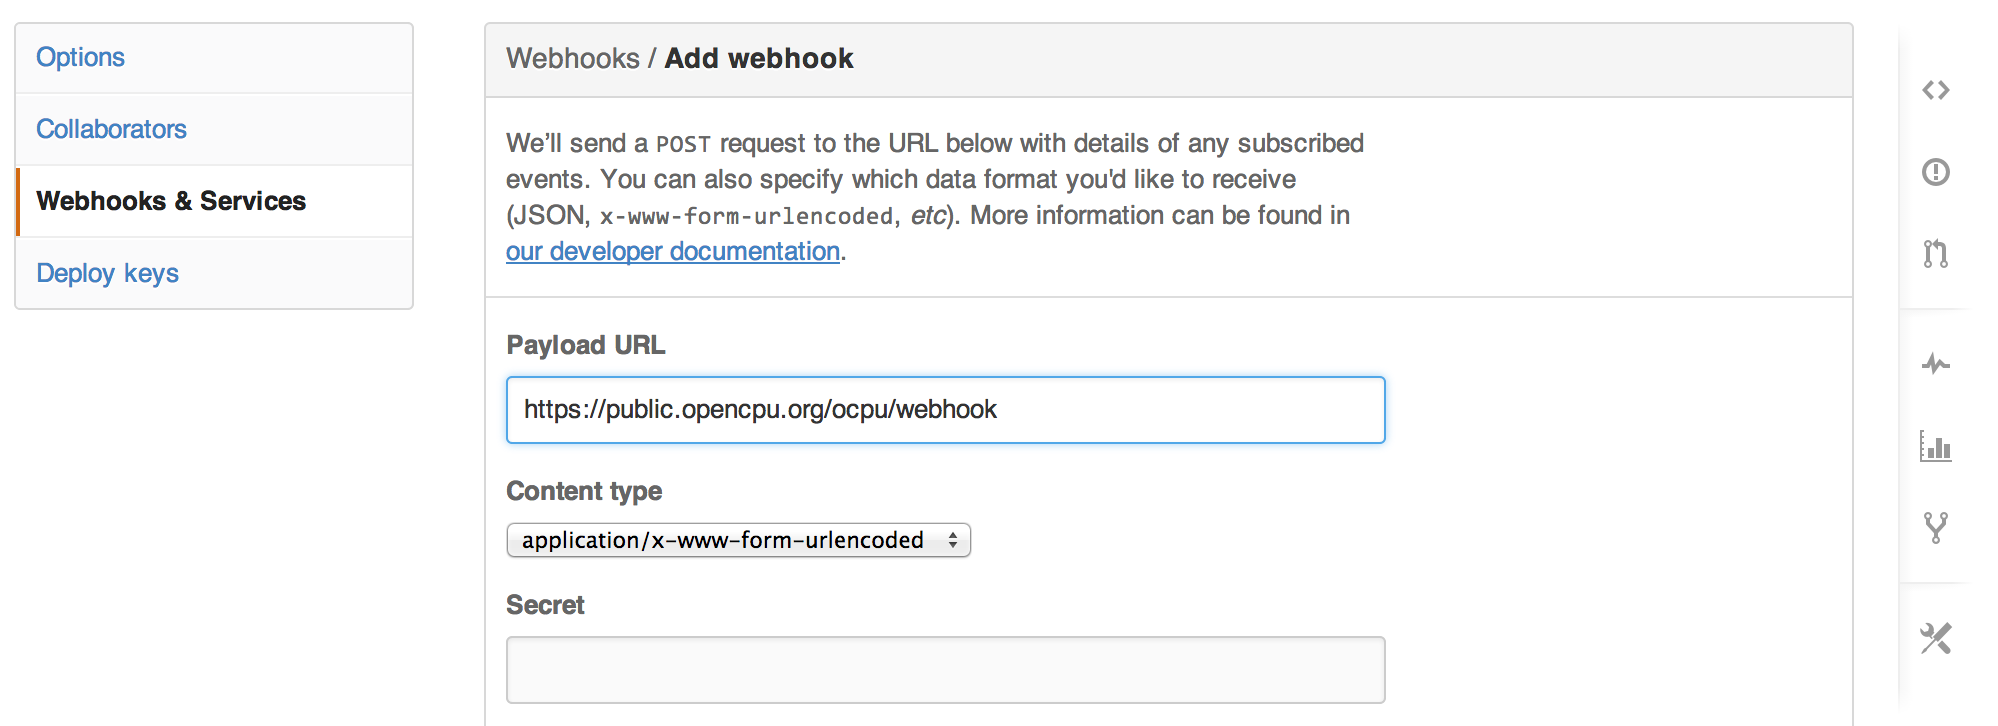 Options
Collaborators
Webhooks & Services
Deploy keys
Webhooks / Add webhook
We’ll send a POST request to the URL below with details of any subscribed
events. You can also specify which data format you'd like to receive
(JSON, x-www-form-urlencoded, etc). More information can be found in
our developer documentation.
Payload URL
https://public.opencpu.org/ocpu/webhook
Content type
application/x-www-form-urlencoded
Secret